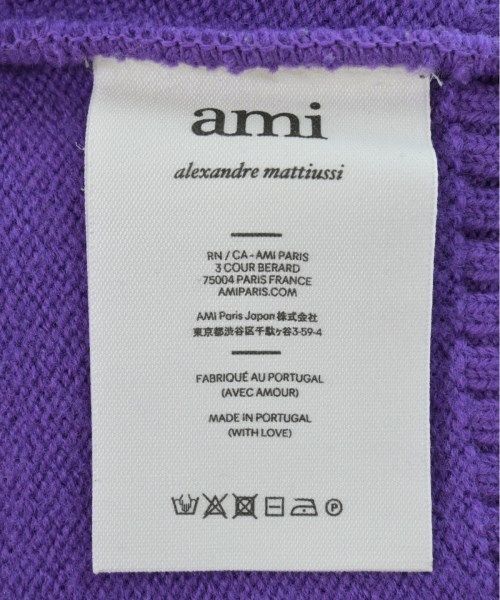 ami
alexandre mattiussi
RN / CA - AMI PARIS
3 COUR BERARD
75004 PARIS FRANCE
AMIPARIS.COM
AMI Paris Japan 株式会社
東京都渋谷区千駄ヶ谷3-59-4
FABRIQUÉ AU PORTUGAL
(AVEC AMOUR)
MADE IN PORTUGAL
(WITH LOVE)